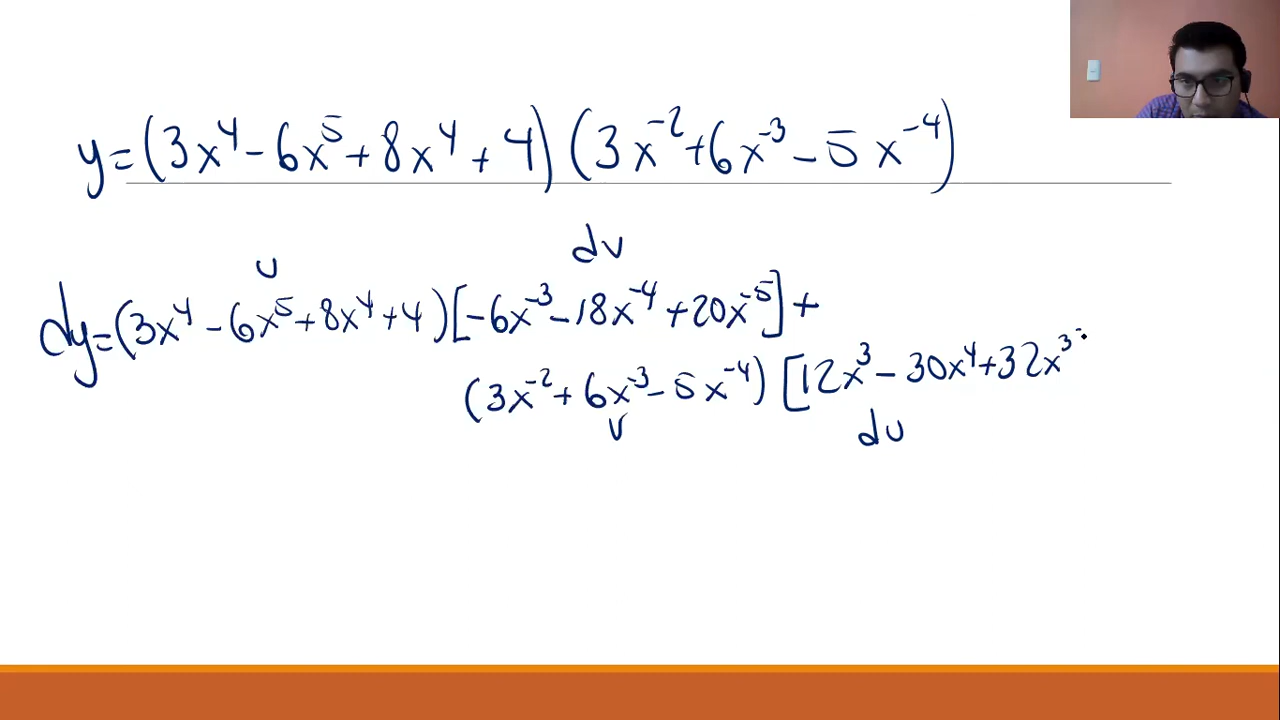 y=(3x⁴-6x⁵+8x⁴+4)(3x⁻²+6x⁻³-5x⁻⁴)
u dv
dy=(3x⁴-6x⁵+8x⁴+4)[-6x⁻³-18x⁻⁴+20x⁻⁵]+
(3x⁻²+6x⁻³-5x⁻⁴)[12x³-30x⁴+32x³
v du